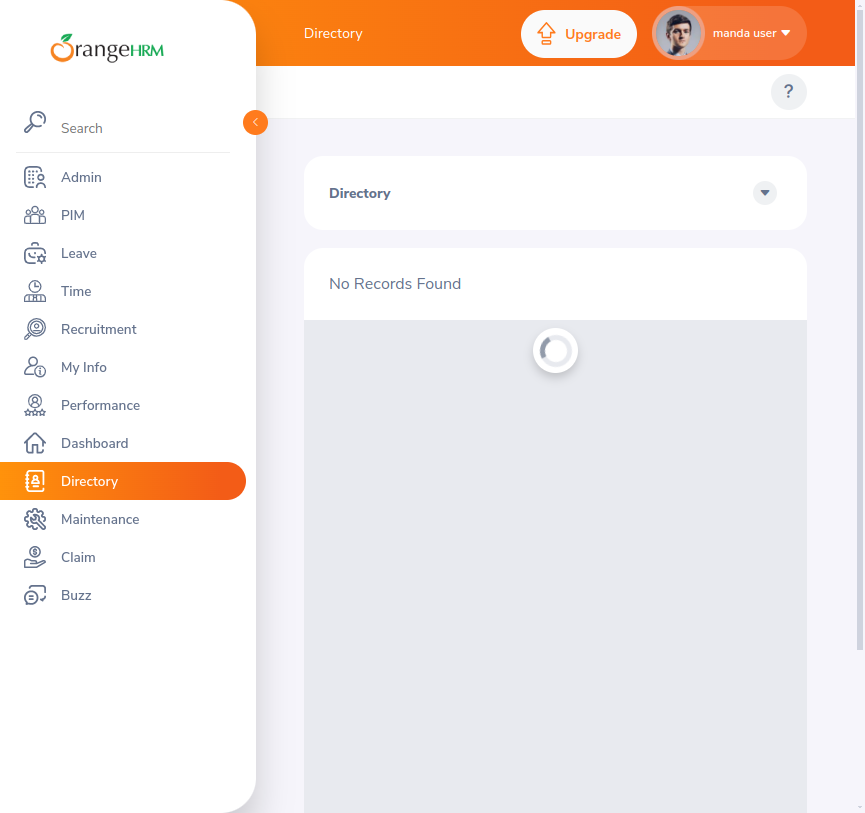 OrangeHRM
Directory
Upgrade
manda user
?
Search
Admin
PIM
Leave
Time
Recruitment
My Info
Performance
Dashboard
Directory
Maintenance
Claim
Buzz
Directory
No Records Found